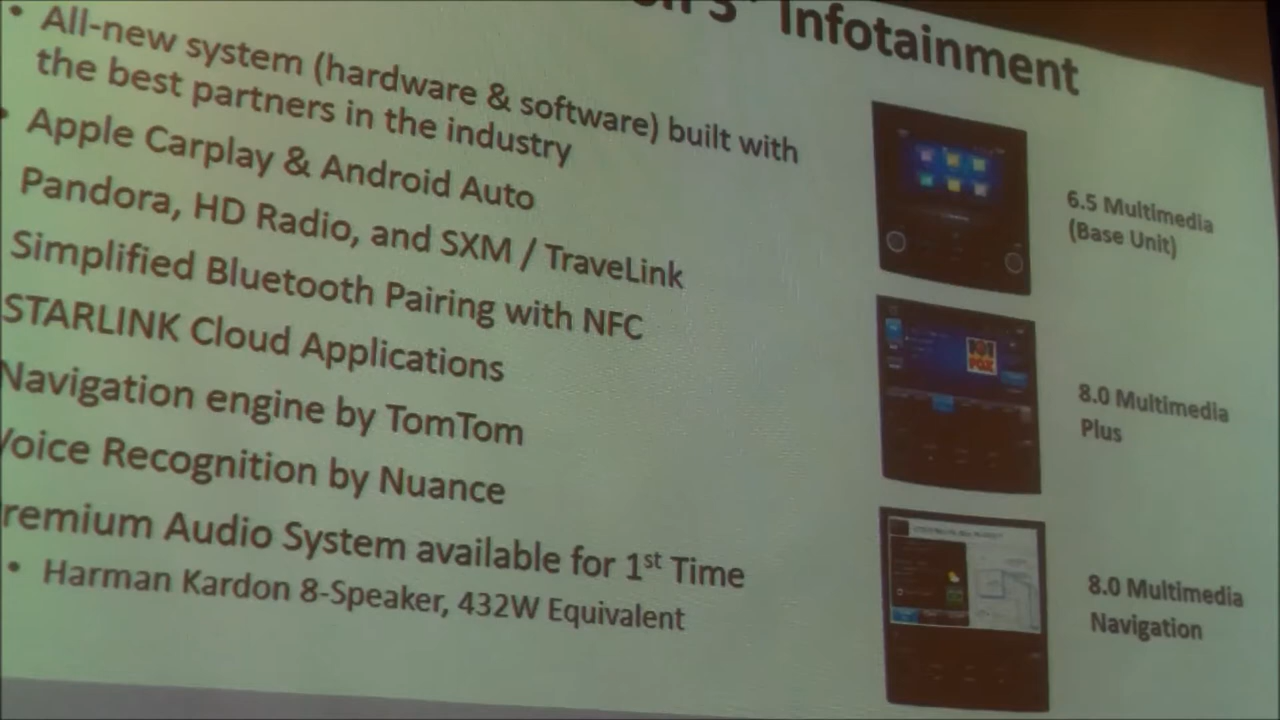 3 Infotainment
• All-new system (hardware & software) built with
the best partners in the industry
• Apple Carplay & Android Auto
Pandora, HD Radio, and SXM / TraveLink
Simplified Bluetooth Pairing with NFC
STARLINK Cloud Applications
Navigation engine by TomTom
Voice Recognition by Nuance
Premium Audio System available for 1st Time
• Harman Kardon 8-Speaker, 432W Equivalent
6.5 Multimedia
(Base Unit)
8.0 Multimedia
Plus
8.0 Multimedia
Navigation